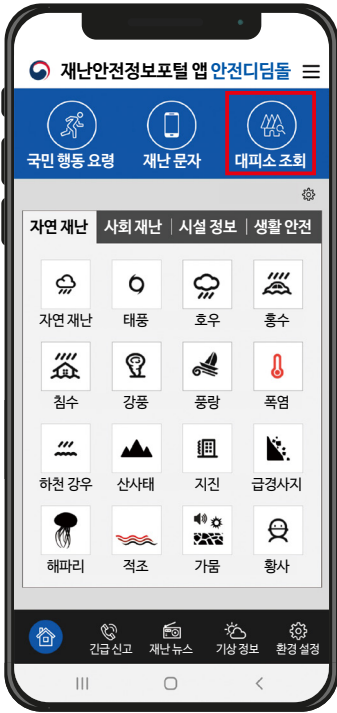 재난안전정보포털 앱 안전디딤돌
국민 행동 요령 재난 문자 대피소 조회
자연 재난 사회 재난 시설 정보 생활 안전
자연 재난 태풍 호우 홍수
침수 강풍 풍랑 폭염
하천 강우 산사태 지진 급경사지
해파리 적조 가뭄 황사
긴급 신고 재난 뉴스 기상 정보 환경 설정